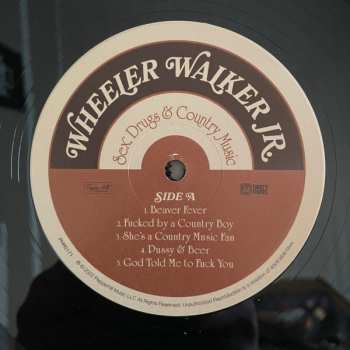 WHEELER WALKER JR.
Sex, Drugs & Country Music
SIDE A
1. Beaver Fever
2. Fucked by a Country Boy
3. She's a Country Music Fan
4. Pussy & Beer
5. God Told Me to Fuck You